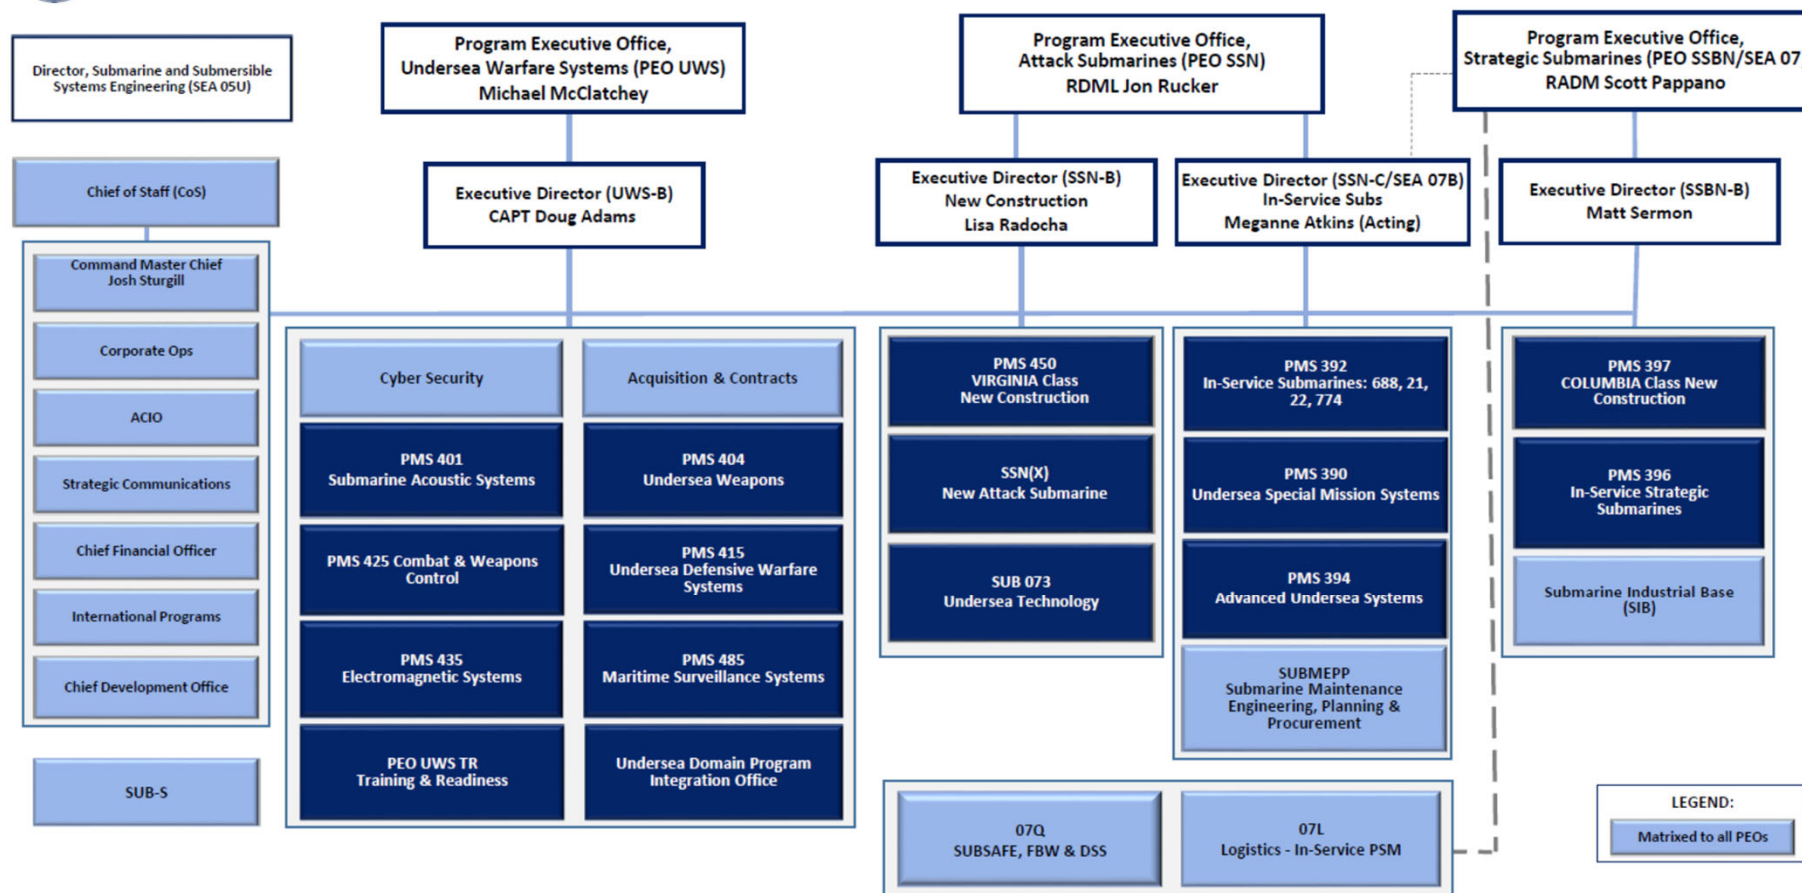 Director, Submarine and Submersible
Systems Engineering (SEA 05U)
Program Executive Office,
Undersea Warfare Systems (PEO UWS)
Michael McClatchey
Program Executive Office,
Attack Submarines (PEO SSN)
RDML Jon Rucker
Program Executive Office,
Strategic Submarines (PEO SSBN/SEA 07
RADM Scott Pappano
Chief of Staff (CoS)
Executive Director (UWS-B)
CAPT Doug Adams
Executive Director (SSN-B)
New Construction
Lisa Radocha
Executive Director (SSN-C/SEA 07B)
In-Service Subs
Meganne Atkins (Acting)
Executive Director (SSBN-B)
Matt Sermon
Command Master Chief
Josh Sturgill
Corporate Ops
ACIO
Strategic Communications
Chief Financial Officer
International Programs
Chief Development Office
SUB-S
Cyber Security
PMS 401
Submarine Acoustic Systems
PMS 425 Combat & Weapons
Control
PMS 435
Electromagnetic Systems
PEO UWS TR
Training & Readiness
Acquisition & Contracts
PMS 404
Undersea Weapons
PMS 415
Undersea Defensive Warfare
Systems
PMS 485
Maritime Surveillance Systems
Undersea Domain Program
Integration Office
PMS 450
VIRGINIA Class
New Construction
SSN(X)
New Attack Submarine
SUB 073
Undersea Technology
PMS 392
In-Service Submarines: 688, 21,
22, 774
PMS 390
Undersea Special Mission Systems
PMS 394
Advanced Undersea Systems
SUBMEPP
Submarine Maintenance
Engineering, Planning &
Procurement
PMS 397
COLUMBIA Class New
Construction
PMS 396
In-Service Strategic
Submarines
Submarine Industrial Base
(SIB)
07Q
SUBSAFE, FBW & DSS
07L
Logistics - In-Service PSM
LEGEND:
Matrixed to all PEOs